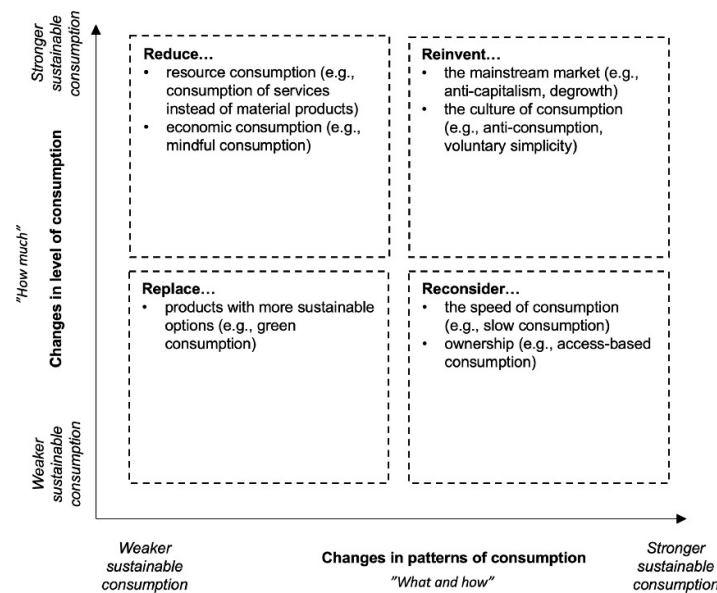 Stronger
sustainable
consumption
Changes in level of consumption
"How much"
Weaker
sustainable
consumption
Reduce…
• resource consumption (e.g.,
consumption of services
instead of material products)
• economic consumption (e.g.,
mindful consumption)
Reinvent…
• the mainstream market (e.g.,
anti-capitalism, degrowth)
• the culture of consumption
(e.g., anti-consumption,
voluntary simplicity)
Replace…
• products with more sustainable
options (e.g., green
consumption)
Reconsider…
• the speed of consumption
(e.g., slow consumption)
• ownership (e.g., access-based
consumption)
Weaker
sustainable
consumption
Changes in patterns of consumption
"What and how"
Stronger
sustainable
consumption